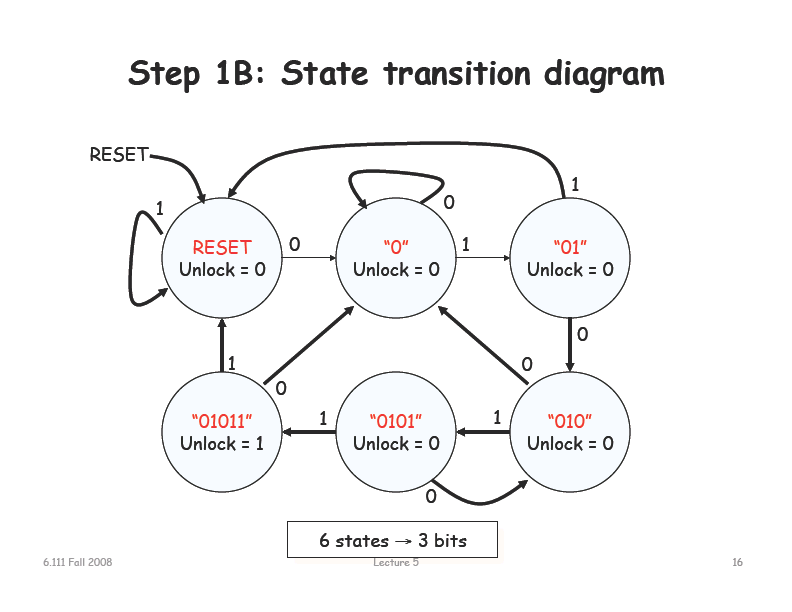 Step 1B: State transition diagram
RESET
1
0
1
0
1
RESET
Unlock = 0
“0”
Unlock = 0
“01”
Unlock = 0
0
1
0
0
1
1
“01011”
Unlock = 1
“0101”
Unlock = 0
“010”
Unlock = 0
0
6 states → 3 bits
6.111 Fall 2008
Lecture 5
16